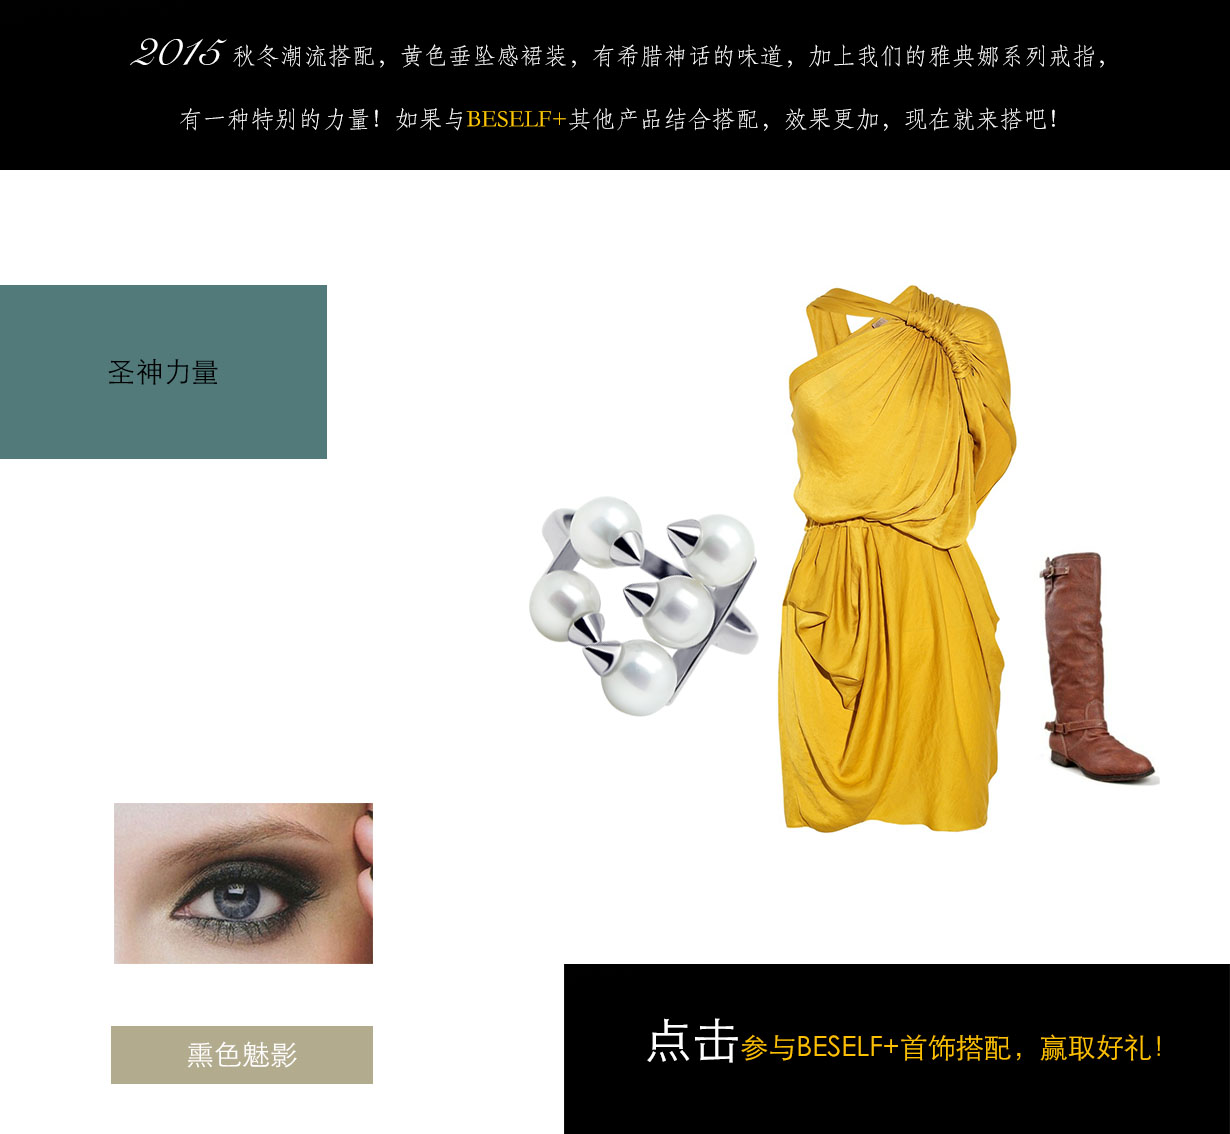 2015 秋冬潮流搭配，黄色垂坠感裙装，有希腊神话的味道，加上我们的雅典娜系列戒指，
有一种特别的力量！如果与BESELF+其他产品结合搭配，效果更加，现在就来搭吧！
圣神力量
熏色魅影
点击参与BESELF+首饰搭配，赢取好礼！